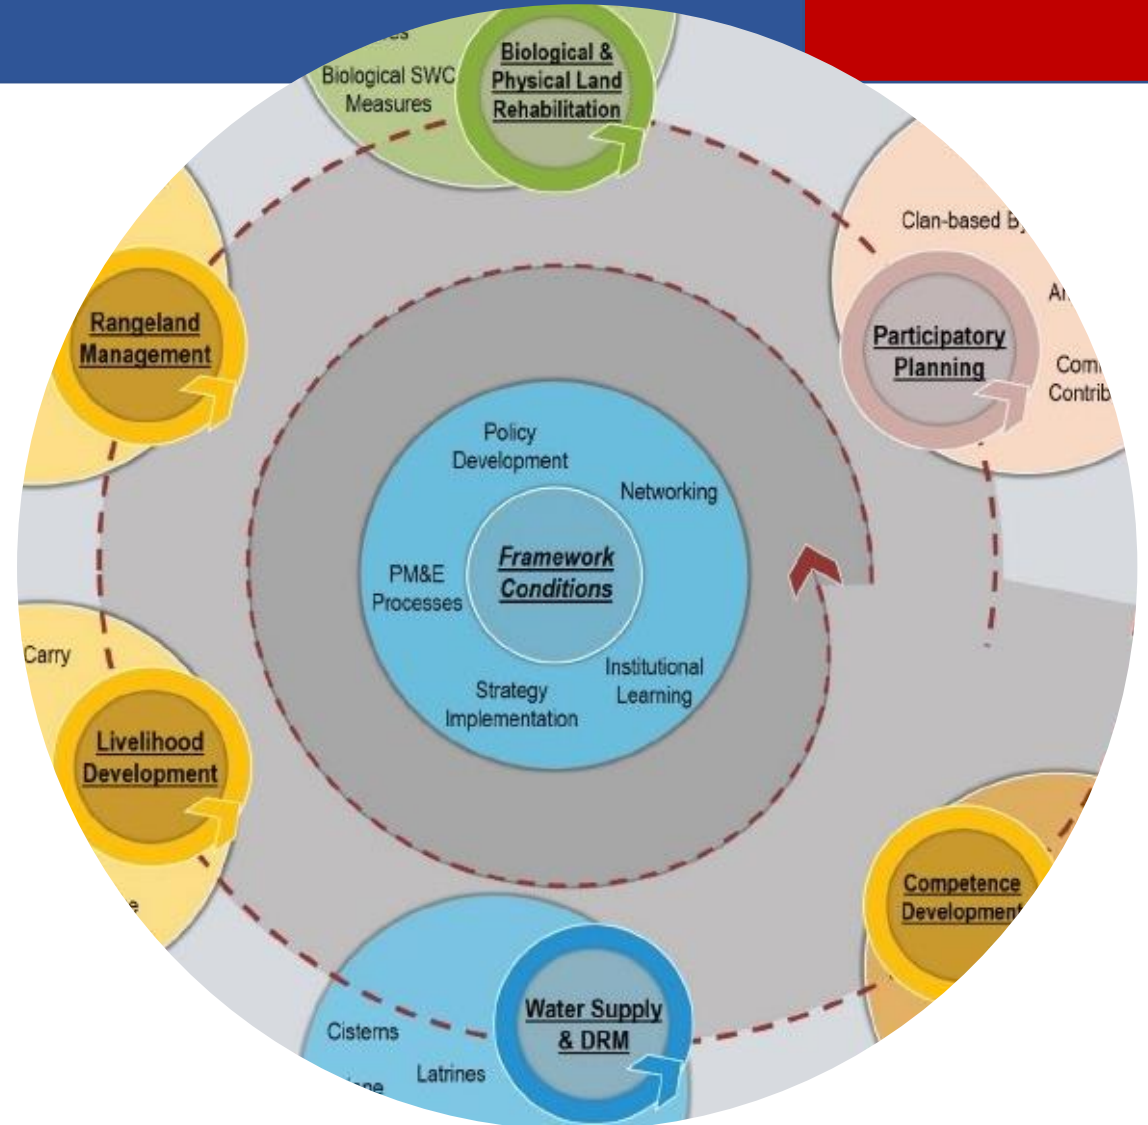 Biological SWC
Measures
Biological &
Physical Land
Rehabilitation
Clan-based
Participatory
Planning
Rangeland
Management
Policy
Development
Networking
Framework
Conditions
PM&E
Processes
Institutional
Learning
Strategy
Implementation
Carry
Livelihood
Development
Competence
Development
Water Supply
& DRM
Cisterns
Latrines